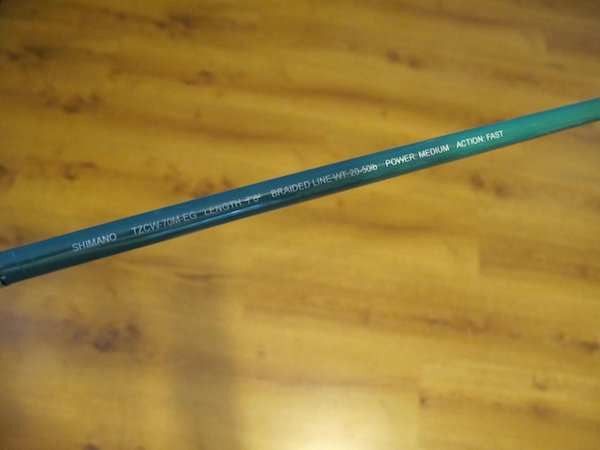 SHIMANO TZCW-70M-EG LENGTH 7'0" BRAIDED LINE WT. 20-50lb POWER: MEDIUM ACTION: FAST